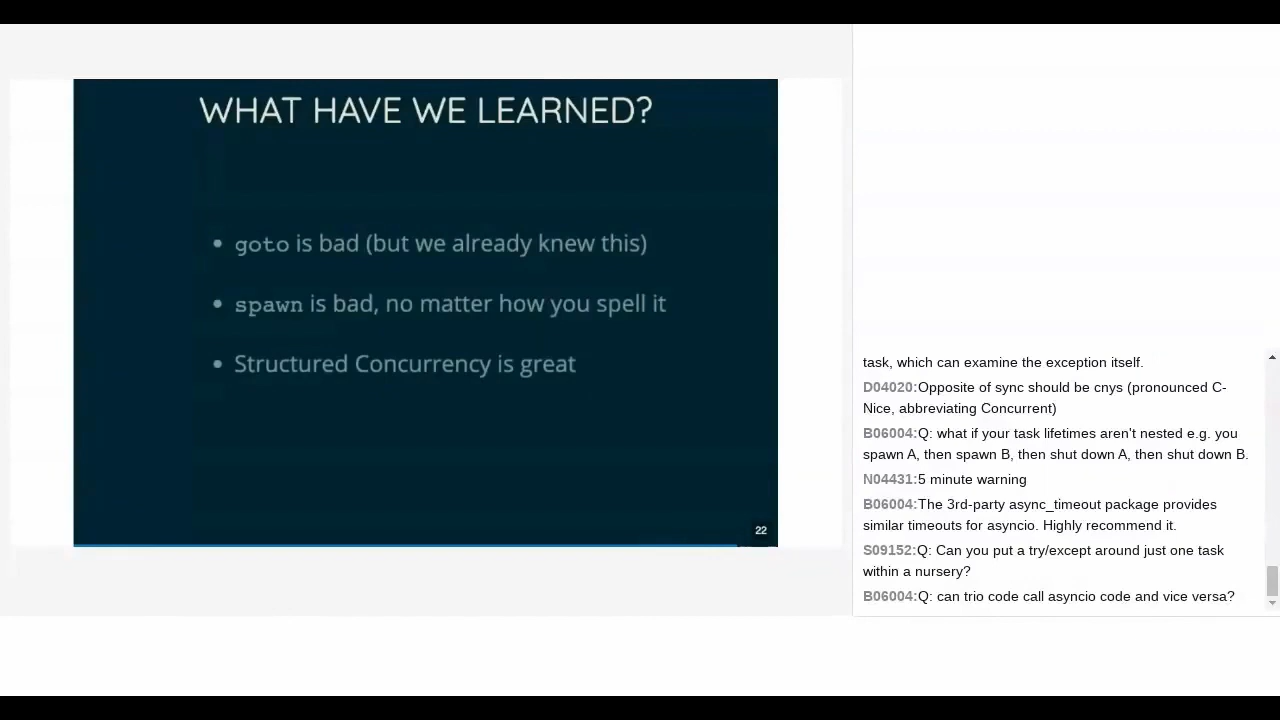 WHAT HAVE WE LEARNED?
• goto is bad (but we already knew this)
• spawn is bad, no matter how you spell it
• Structured Concurrency is great
22
task, which can examine the exception itself.
D04020:Opposite of sync should be cnys (pronounced C-
Nice, abbreviating Concurrent)
B06004:Q: what if your task lifetimes aren't nested e.g. you
spawn A, then spawn B, then shut down A, then shut down B.
N04431:5 minute warning
B06004:The 3rd-party async_timeout package provides
similar timeouts for asyncio. Highly recommend it.
S09152:Q: Can you put a try/except around just one task
within a nursery?
B06004:Q: can trio code call asyncio code and vice versa?